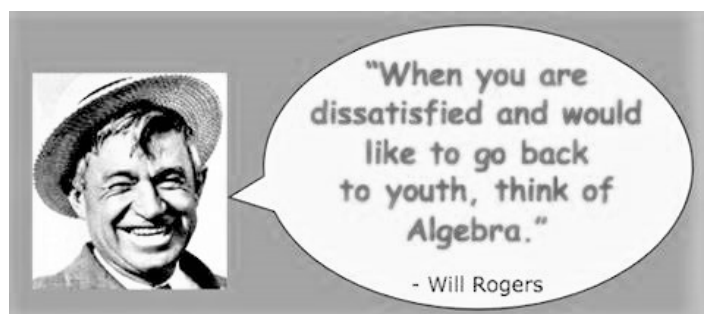 “When you are
dissatisfied and would
like to go back
to youth, think of
Algebra.”
- Will Rogers